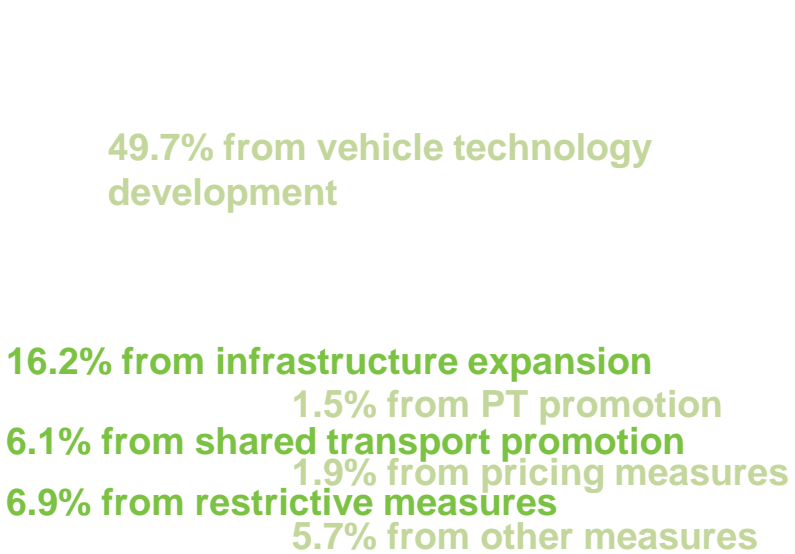 49.7% from vehicle technology
development
16.2% from infrastructure expansion
1.5% from PT promotion
6.1% from shared transport promotion
1.9% from pricing measures
6.9% from restrictive measures
5.7% from other measures